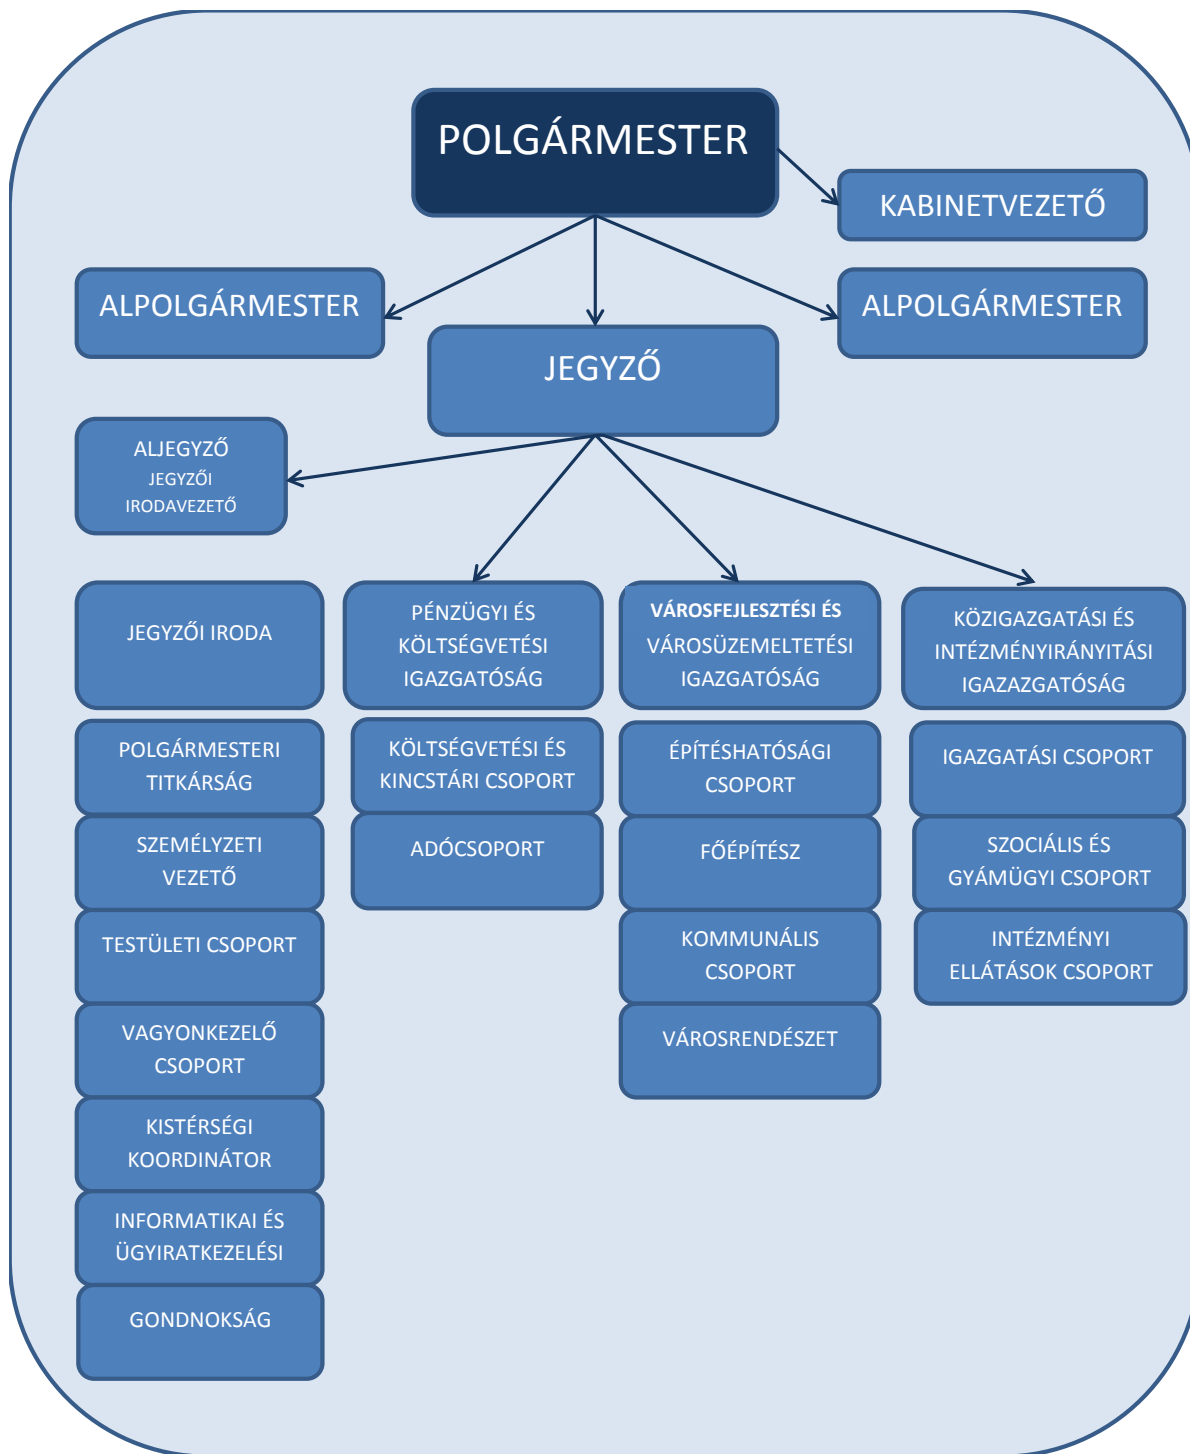 POLGÁRMESTER
KABINETVEZETŐ
ALPOLGÁRMESTER
ALPOLGÁRMESTER
JEGYZŐ
ALJEGYZŐ
JEGYZŐI
IRODAVEZETŐ
JEGYZŐI IRODA
POLGÁRMESTERI
TITKÁRSÁG
SZEMÉLYZETI
VEZETŐ
TESTÜLETI CSOPORT
VAGYONKEZELŐ
CSOPORT
KISTÉRSÉGI
KOORDINÁTOR
INFORMATIKAI ÉS
ÜGYIRATKEZELÉSI
GONDNOKSÁG
PÉNZÜGYI ÉS
KÖLTSÉGVETÉSI
IGAZGATÓSÁG
KÖLTSÉGVETÉSI ÉS
KINCSTÁRI CSOPORT
ADÓCSOPORT
VÁROSFEJLESZTÉSI ÉS
VÁROSÜZEMELTETÉSI
IGAZGATÓSÁG
ÉPÍTÉSHATÓSÁGI
CSOPORT
FŐÉPÍTÉSZ
KOMMUNÁLIS
CSOPORT
VÁROSRENDÉSZET
KÖZIGAZGATÁSI ÉS
INTÉZMÉNYIRÁNYITÁSI
IGAZAZGATÓSÁG
IGAZGATÁSI CSOPORT
SZOCIÁLIS ÉS
GYÁMÜGYI CSOPORT
INTÉZMÉNYI
ELLÁTÁSOK CSOPORT